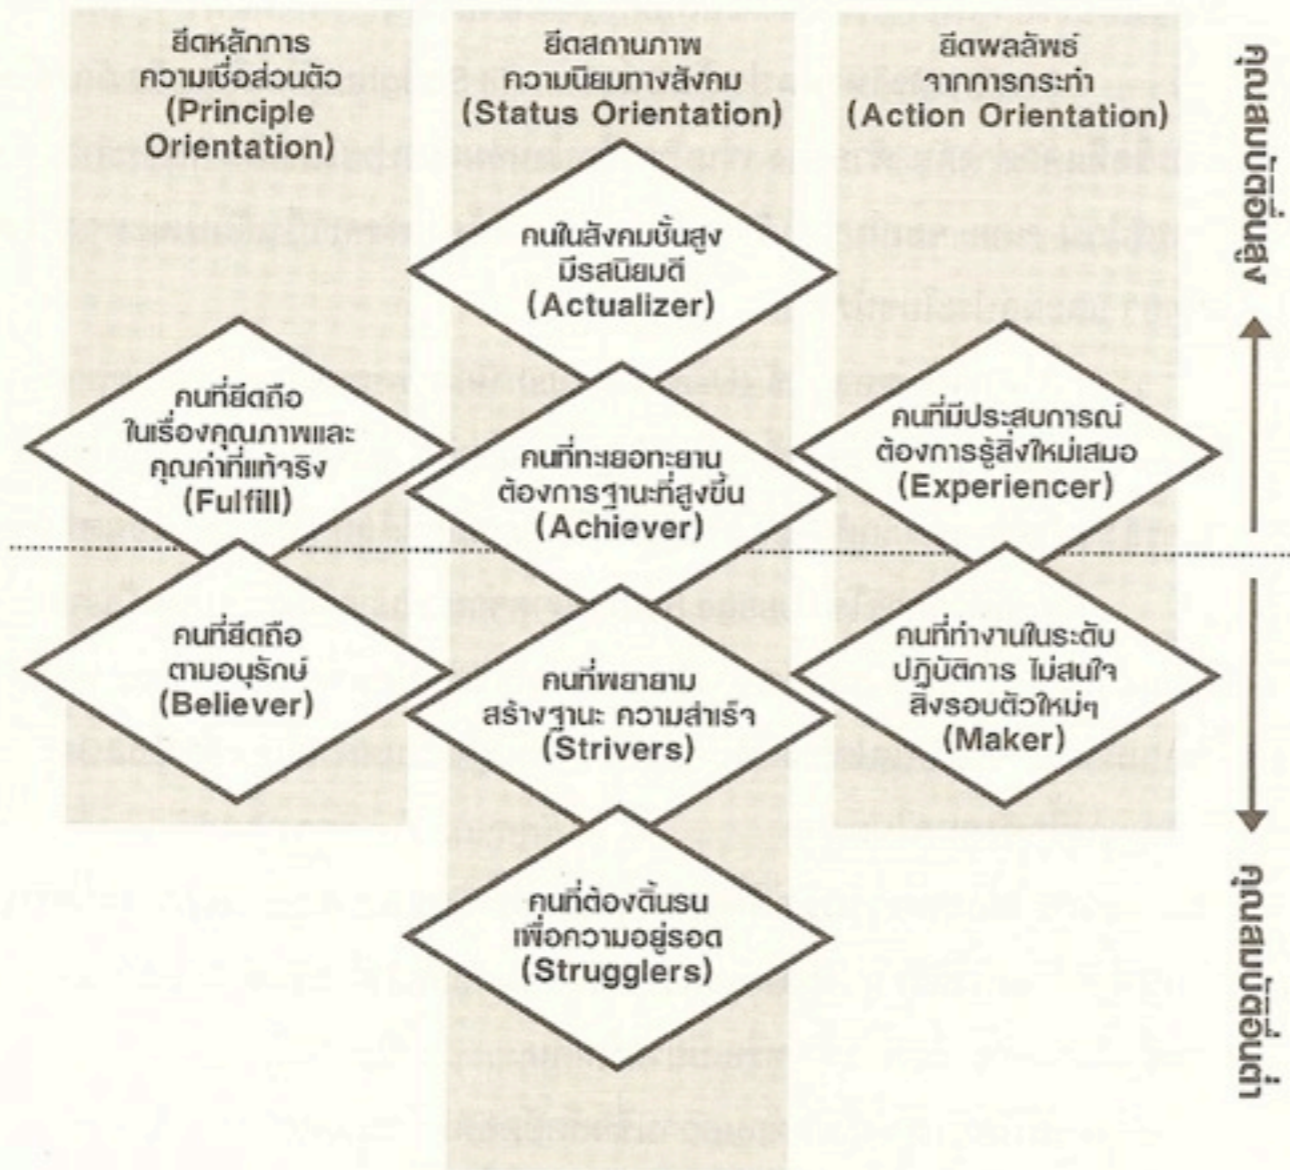 ยึดหลักการ
ความเชื่อส่วนตัว
(Principle
Orientation)
ยึดสถานภาพ
ความนิยมทางสังคม
(Status Orientation)
ยึดผลลัพธ์
จากการกระทำ
(Action Orientation)
คุณสมบัติอื่นสูง
คนในสังคมชั้นสูง
มีรสนิยมดี
(Actualizer)
คนที่ยึดถือ
ในเรื่องคุณภาพและ
คุณค่าที่แท้จริง
(Fulfill)
คนที่ทะเยอทะยาน
ต้องการฐานะที่สูงขึ้น
(Achiever)
คนที่มีประสบการณ์
ต้องการรู้สิ่งใหม่เสมอ
(Experiencer)
คนที่ยึดถือ
ตามอนุรักษ์
(Believer)
คนที่พยายาม
สร้างฐานะ ความสำเร็จ
(Strivers)
คนที่ทำงานในระดับ
ปฏิบัติการ ไม่สนใจ
สิ่งรอบตัวใหม่ๆ
(Maker)
คนที่ต้องดิ้นรน
เพื่อความอยู่รอด
(Strugglers)
คุณสมบัติอื่นต่ำ